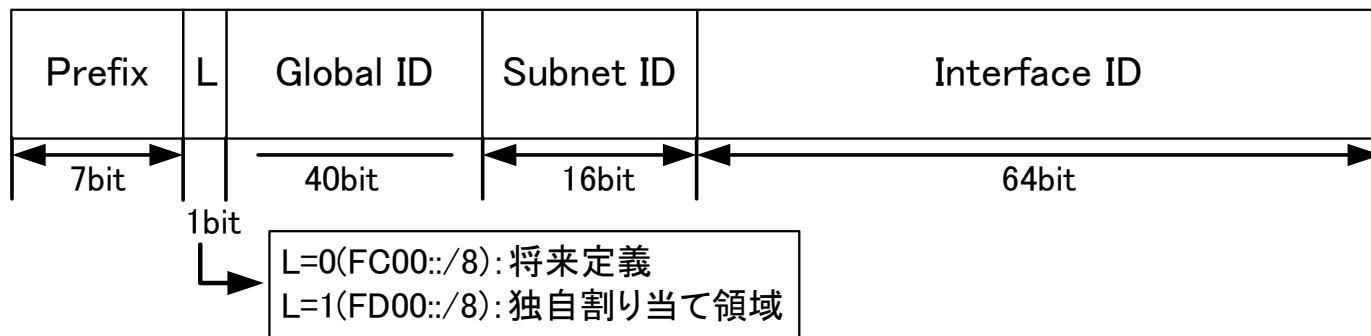 Prefix L Global ID Subnet ID Interface ID
7bit 40bit 16bit 64bit
1bit
L=0(FC00::/8):将来定義
L=1(FD00::/8):独自割り当て領域